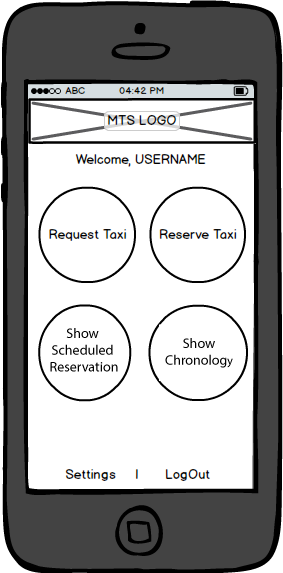 ABC 04:42 PM
MTS LOGO
Welcome, USERNAME
Request Taxi Reserve Taxi
Show
Scheduled
Reservation
Show
Chronology
Settings | LogOut